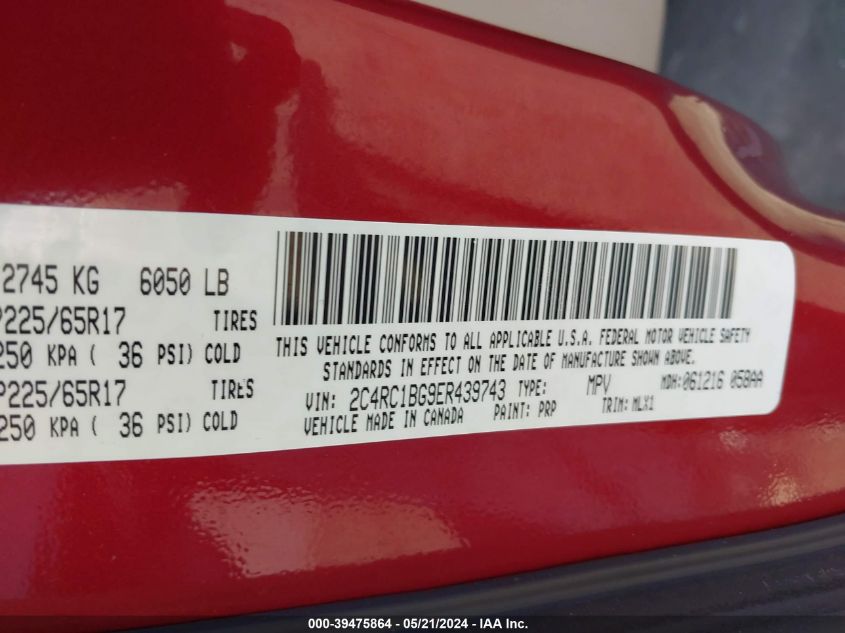 2745 KG 6050 LB
P225/65R17 TIRES
250 KPA ( 36 PSI) COLD
P225/65R17 TIRES
250 KPA ( 36 PSI) COLD
THIS VEHICLE CONFORMS TO ALL APPLICABLE U.S.A. FEDERAL MOTOR VEHICLE SAFETY
STANDARDS IN EFFECT ON THE DATE OF MANUFACTURE SHOWN ABOVE.
VIN: 2C4RC1BG9ER439743 TYPE: MPV MDH:061216 058AA
VEHICLE MADE IN CANADA PAINT: PRP TRIM: MLX1
000-39475864 - 05/21/2024 - IAA Inc.